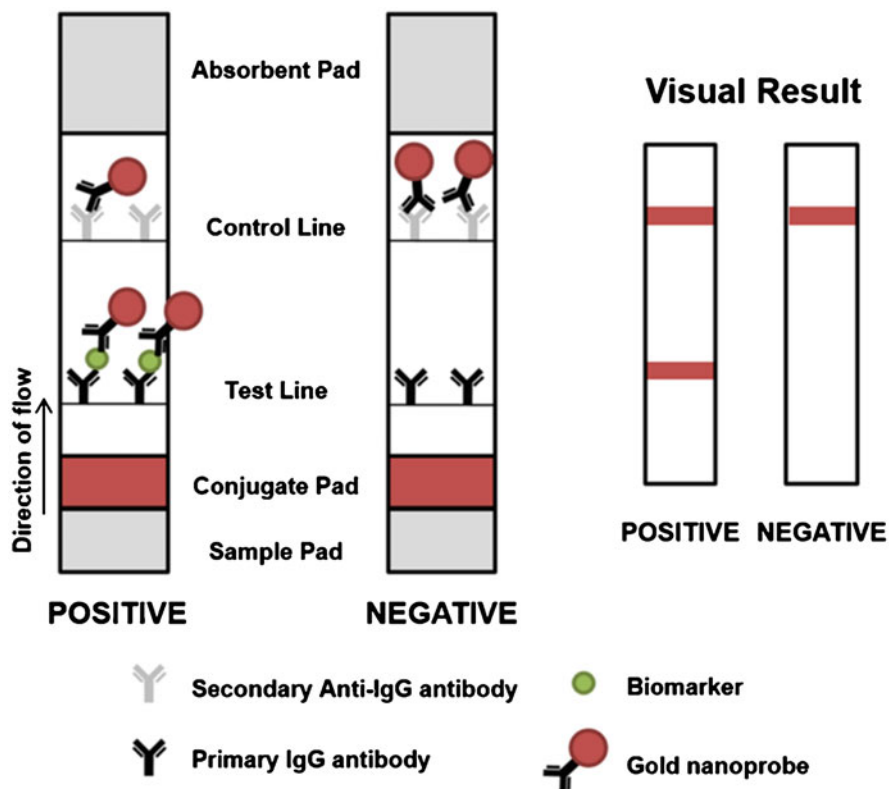 Absorbent Pad
Visual Result
Control Line
Test Line
Direction of flow
Conjugate Pad
Sample Pad
POSITIVE
NEGATIVE
POSITIVE NEGATIVE
Secondary Anti-IgG antibody
Biomarker
Primary IgG antibody
Gold nanoprobe